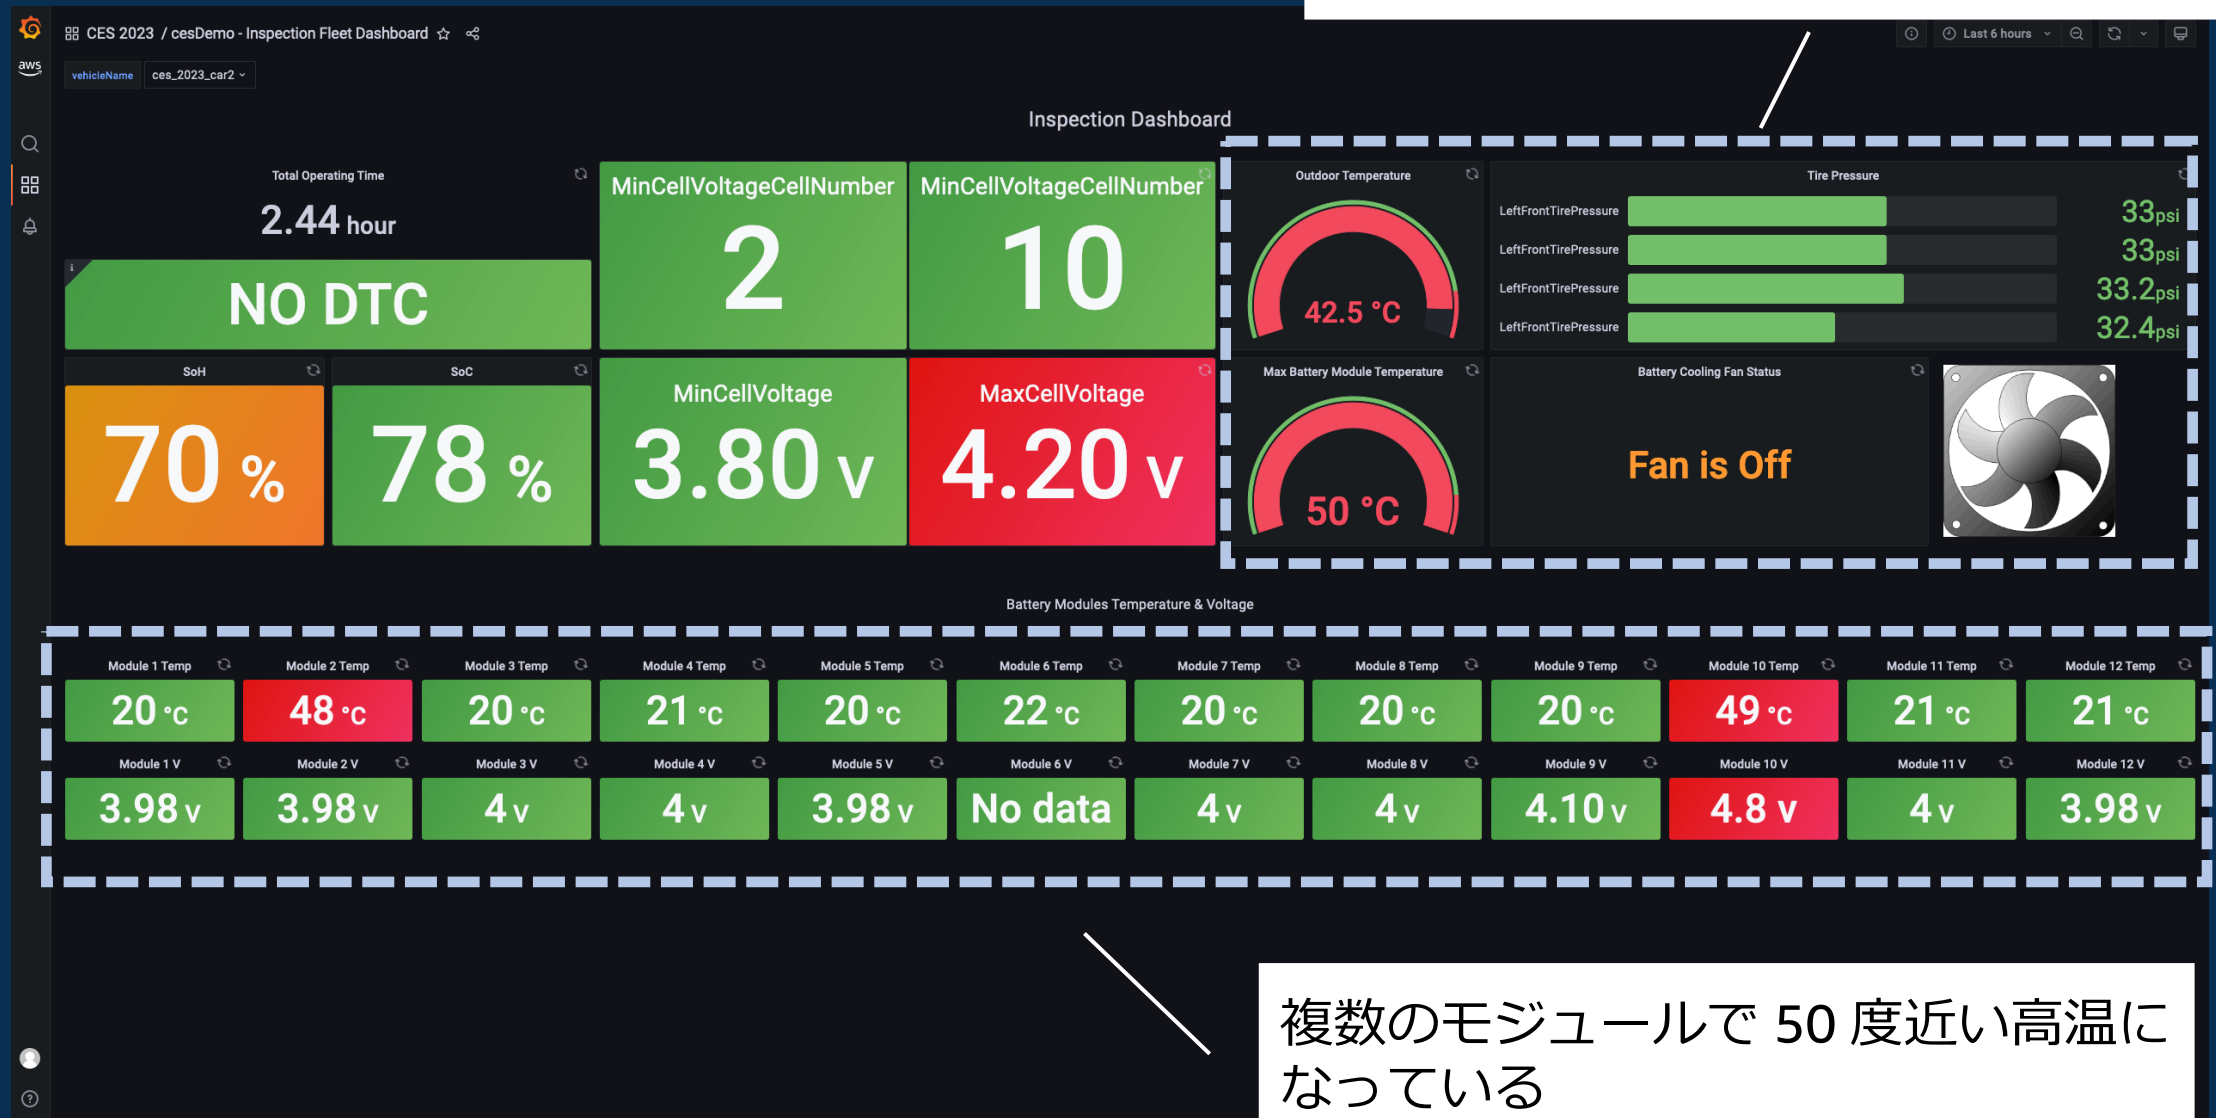 CES 2023 / cesDemo - Inspection Fleet Dashboard
Last 6 hours
aws
vehicleName ces_2023_car2
Inspection Dashboard
Total Operating Time
2.44 hour
NO DTC
SoH
70 %
SoC
78 %
MinCellVoltageCellNumber
2
MinCellVoltageCellNumber
10
MinCellVoltage
3.80 V
MaxCellVoltage
4.20 V
Outdoor Temperature
42.5 °C
Tire Pressure
LeftFrontTirePressure 33psi
LeftFrontTirePressure 33psi
LeftFrontTirePressure 33.2psi
LeftFrontTirePressure 32.4psi
Max Battery Module Temperature
50 °C
Battery Cooling Fan Status
Fan is Off
Battery Modules Temperature & Voltage
Module 1 Temp Module 2 Temp Module 3 Temp Module 4 Temp Module 5 Temp Module 6 Temp Module 7 Temp Module 8 Temp Module 9 Temp Module 10 Temp Module 11 Temp Module 12 Temp
20 °C 48 °C 20 °C 21 °C 20 °C 22 °C 20 °C 20 °C 20 °C 49 °C 21 °C 21 °C
Module 1 V Module 2 V Module 3 V Module 4 V Module 5 V Module 6 V Module 7 V Module 8 V Module 9 V Module 10 V Module 11 V Module 12 V
3.98 V 3.98 V 4 V 4 V 3.98 V No data 4 V 4 V 4.10 V 4.8 V 4 V 3.98 V
複数のモジュールで 50 度近い高温に
なっている